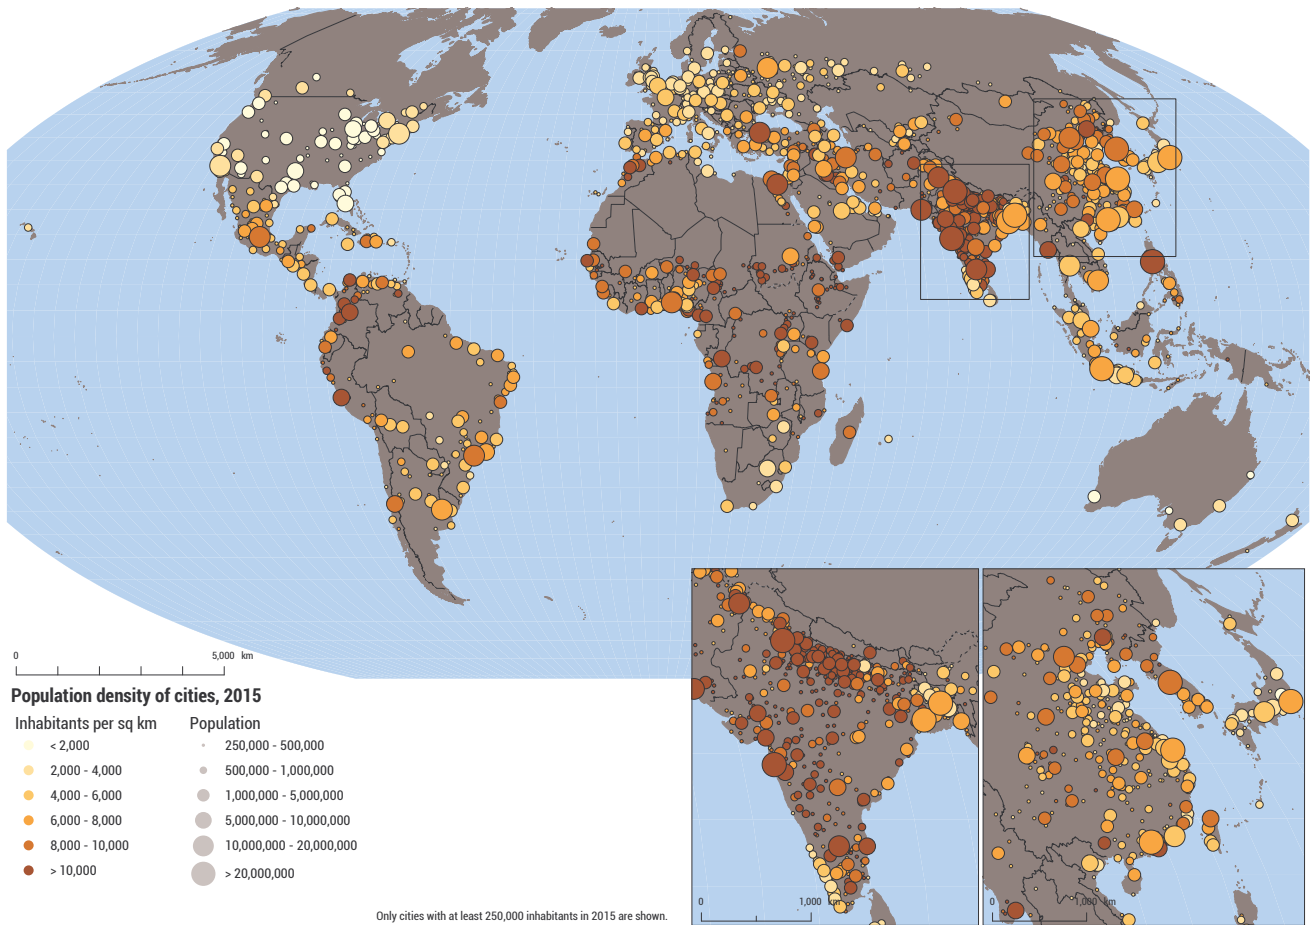 0 5,000 km
Population density of cities, 2015
Inhabitants per sq km
< 2,000
2,000 - 4,000
4,000 - 6,000
6,000 - 8,000
8,000 - 10,000
> 10,000
Population
250,000 - 500,000
500,000 - 1,000,000
1,000,000 - 5,000,000
5,000,000 - 10,000,000
10,000,000 - 20,000,000
> 20,000,000
Only cities with at least 250,000 inhabitants in 2015 are shown.
0 1,000 km
0 1,000 km